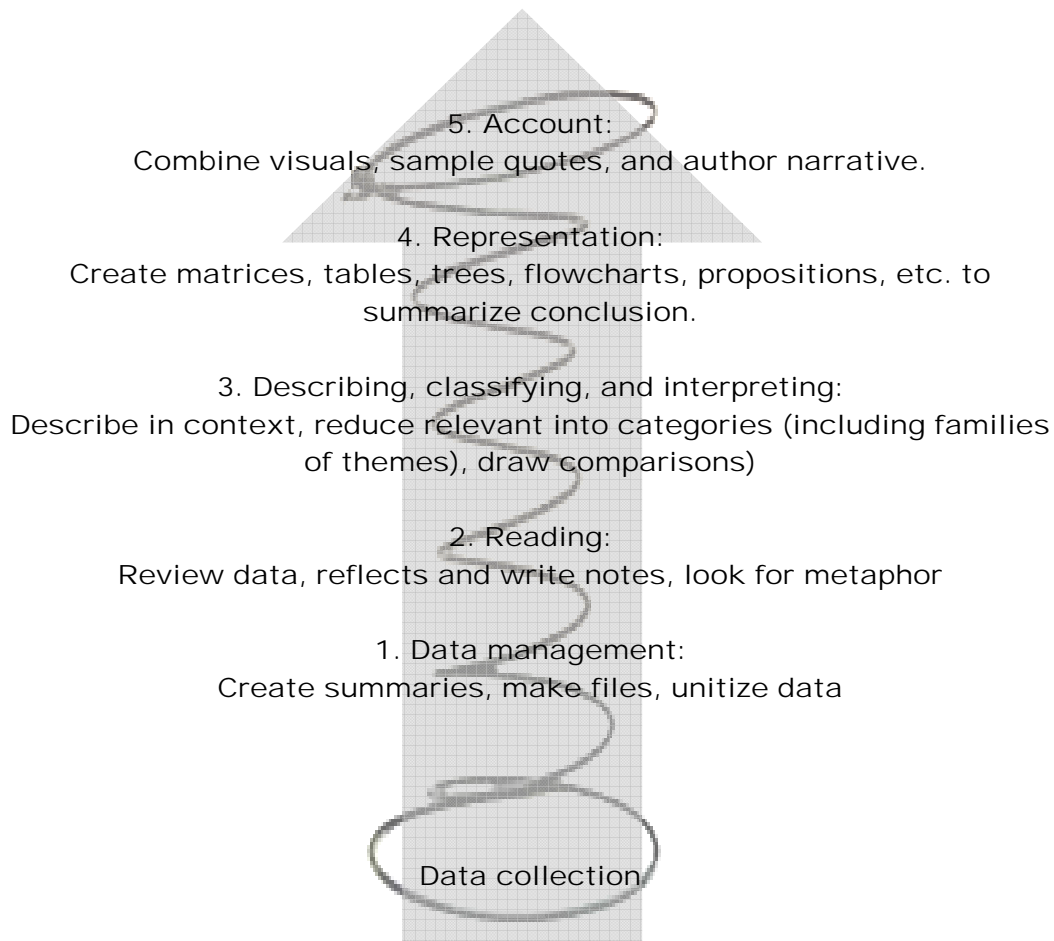 5. Account:
Combine visuals, sample quotes, and author narrative.
4. Representation:
Create matrices, tables, trees, flowcharts, propositions, etc. to
summarize conclusion.
3. Describing, classifying, and interpreting:
Describe in context, reduce relevant into categories (including families
of themes), draw comparisons)
2. Reading:
Review data, reflects and write notes, look for metaphor
1. Data management:
Create summaries, make files, unitize data
Data collection